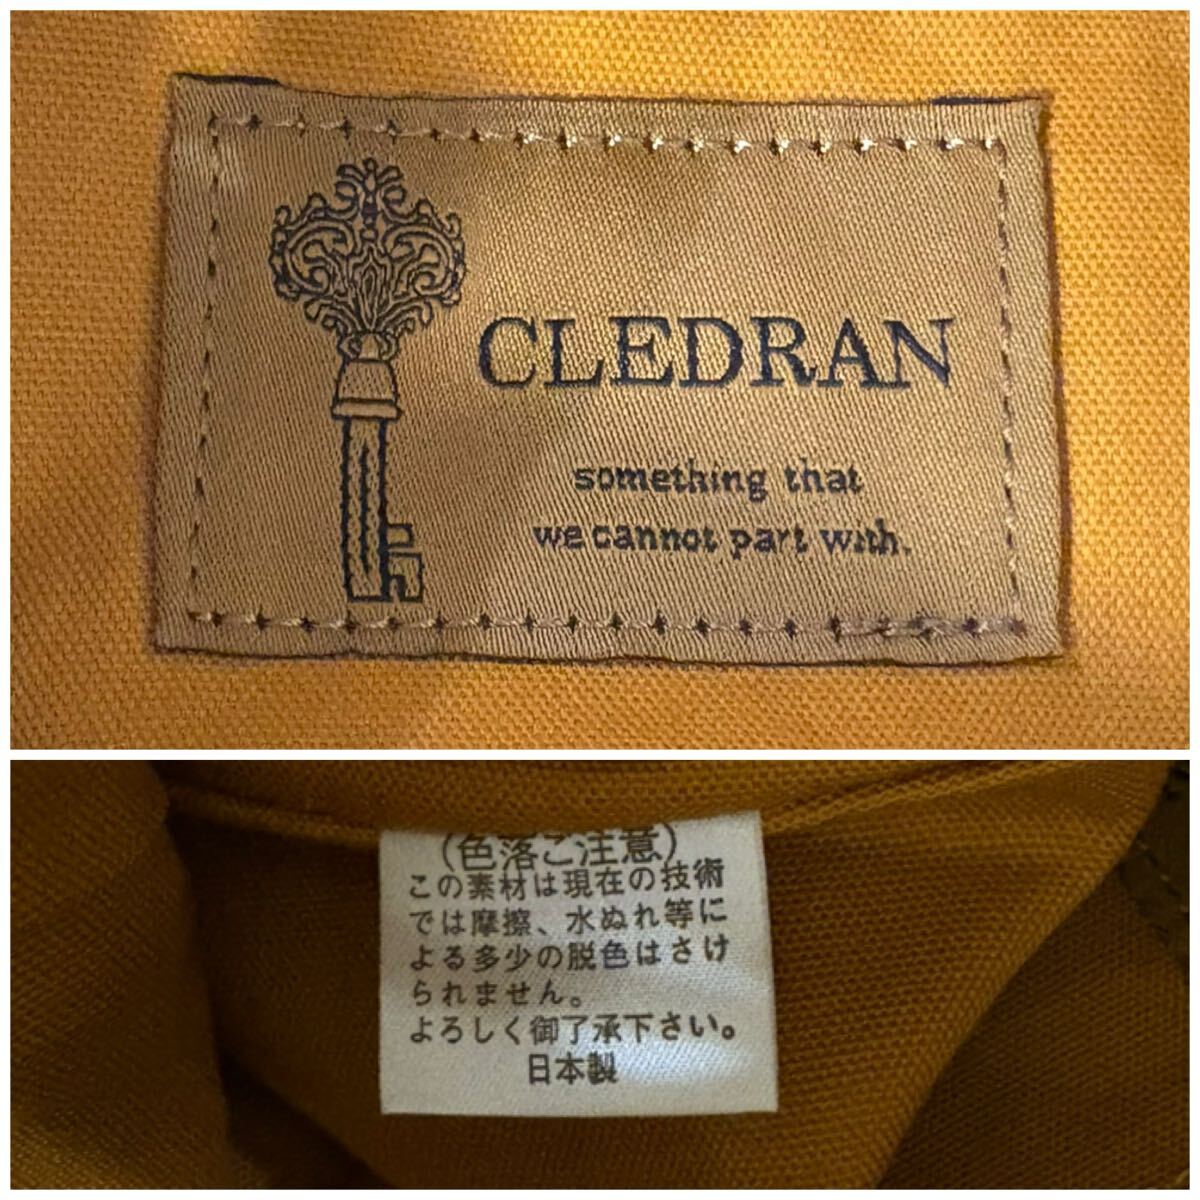 CLEDRAN
something that
we cannot part with.
(色落ご注意)
この素材は現在の技術
では摩擦、水ぬれ等に
よる多少の脱色はさけ
られません。
よろしく御了承下さい。
日本製